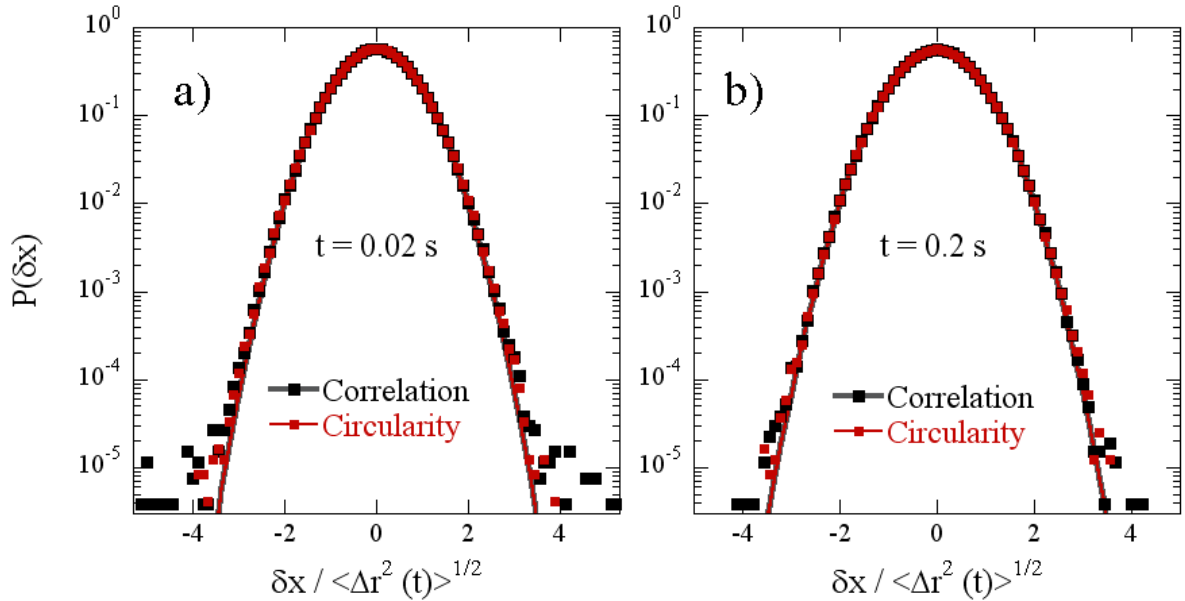 a)
P(δx)
10^0
10^-1
10^-2
10^-3
10^-4
10^-5
t = 0.02 s
Correlation
Circularity
-4 -2 0 2 4
δx / <Δr^2 (t)>^1/2
b)
10^0
10^-1
10^-2
10^-3
10^-4
10^-5
t = 0.2 s
Correlation
Circularity
-4 -2 0 2 4
δx / <Δr^2 (t)>^1/2